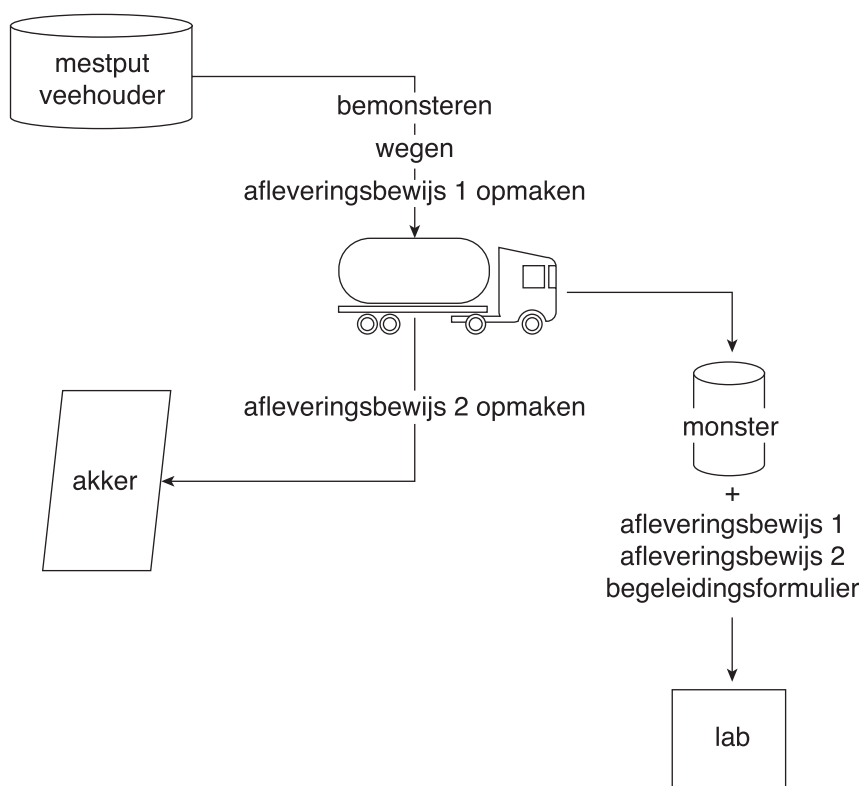 mestput
veehouder
bemonsteren
wegen
afleveringsbewijs 1 opmaken
afleveringsbewijs 2 opmaken
akker
monster
+
afleveringsbewijs 1
afleveringsbewijs 2
begeleidingsformulier
lab